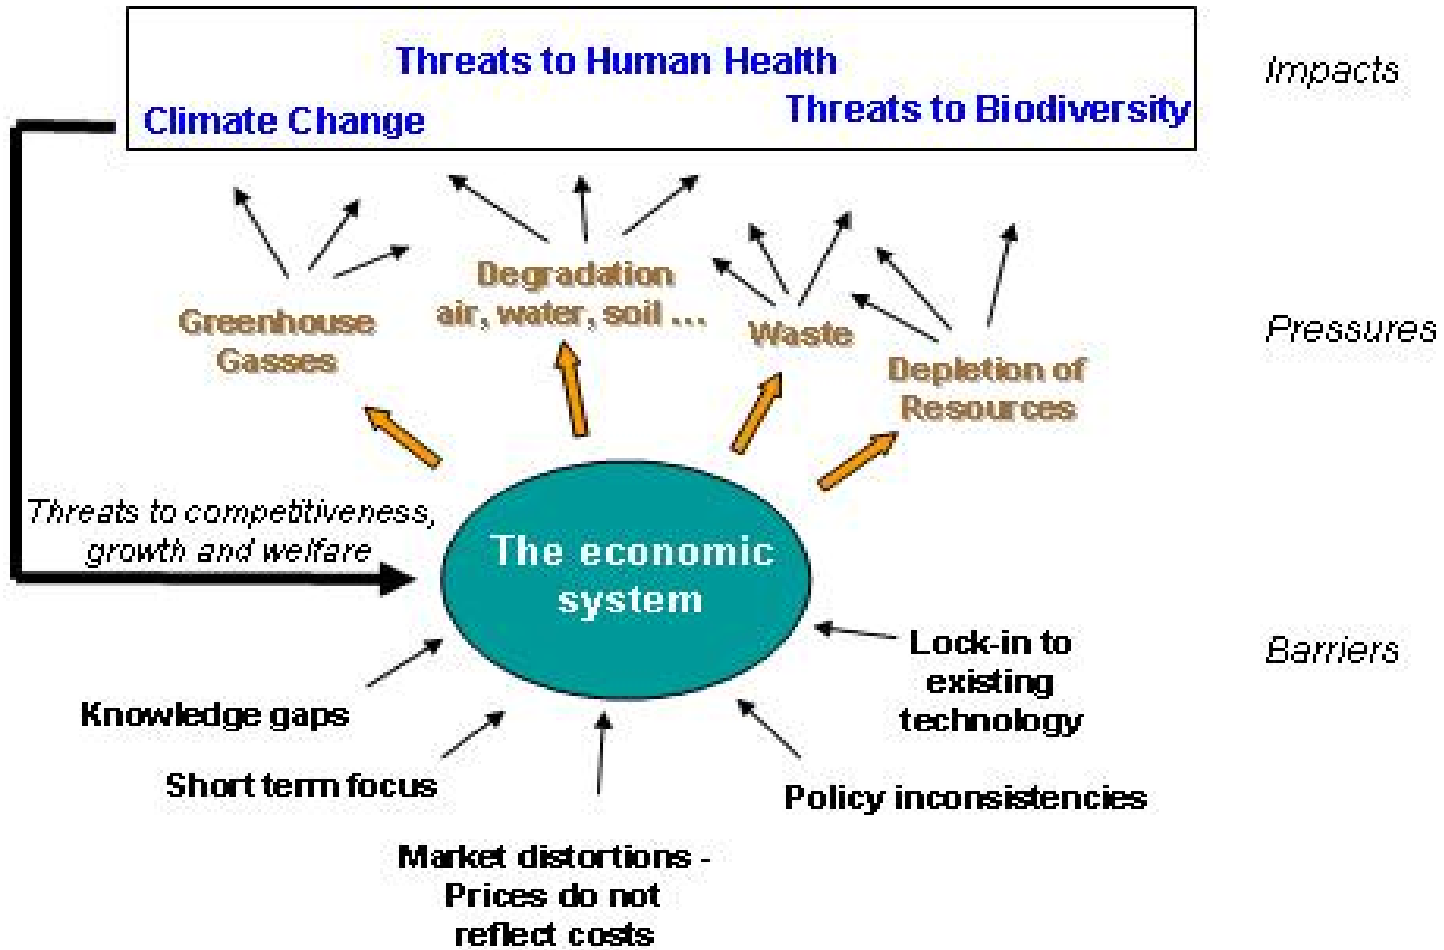 Threats to Human Health
Impacts
Climate Change
Threats to Biodiversity
Degradation
air, water, soil ...
Greenhouse
Gasses
Waste
Pressures
Depletion of
Resources
Threats to competitiveness,
growth and welfare
The economic
system
Lock-in to
existing
technology
Barriers
Knowledge gaps
Short term focus
Policy inconsistencies
Market distortions -
Prices do not
reflect costs